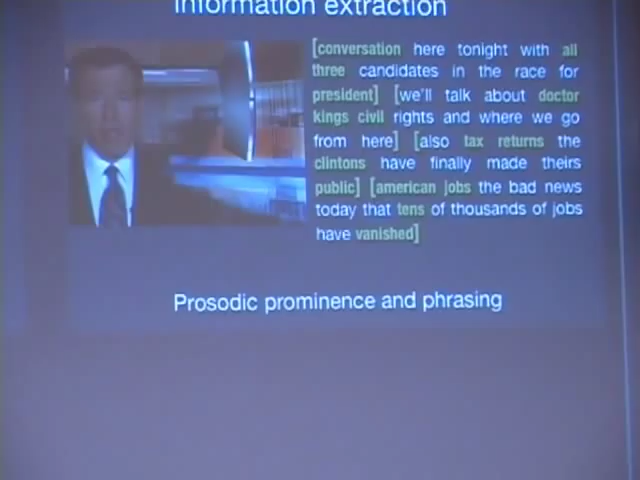 Information extraction
[conversation here tonight with all
three candidates in the race for
president] [we'll talk about doctor
kings civil rights and where we go
from here] [also tax returns the
clintons have finally made theirs
public] [american jobs the bad news
today that tens of thousands of jobs
have vanished]
Prosodic prominence and phrasing